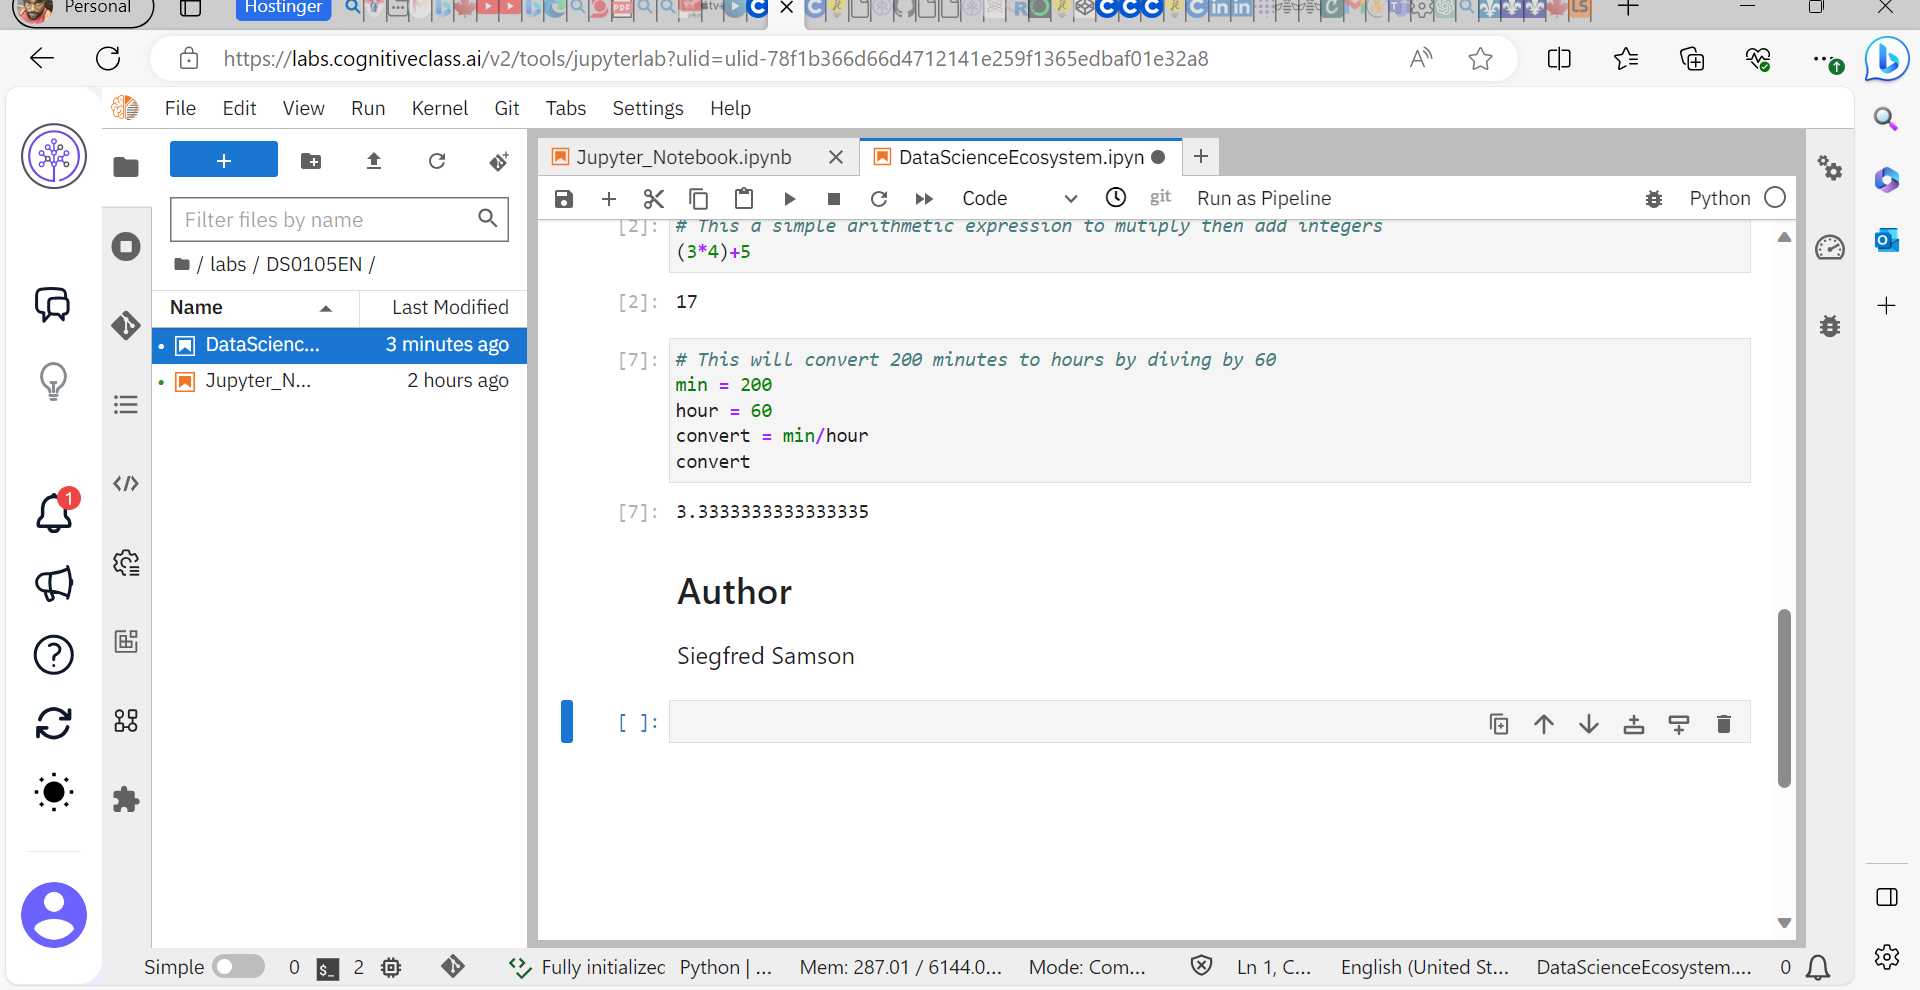 Personal
Hostinger
https://labs.cognitiveclass.ai/v2/tools/jupyterlab?ulid=ulid-78f1b366d66d4712141e259f1365edbaf01e32a8
File Edit View Run Kernel Git Tabs Settings Help
Jupyter_Notebook.ipynb
DataScienceEcosystem.ipyn
Code
git
Run as Pipeline
Python
Filter files by name
/ labs / DS0105EN /
Name
Last Modified
DataScienc...
3 minutes ago
Jupyter_N...
2 hours ago
[2]: # This a simple arithmetic expression to mutiply then add integers
(3*4)+5
[2]: 17
[7]: # This will convert 200 minutes to hours by diving by 60
min = 200
hour = 60
convert = min/hour
convert
[7]: 3.3333333333333335
Author
Siegfred Samson
[ ]:
1
Simple
0
$_
2
Fully initialized
Python | ...
Mem: 287.01 / 6144.0...
Mode: Com...
Ln 1, C...
English (United St...
DataScienceEcosystem....
0